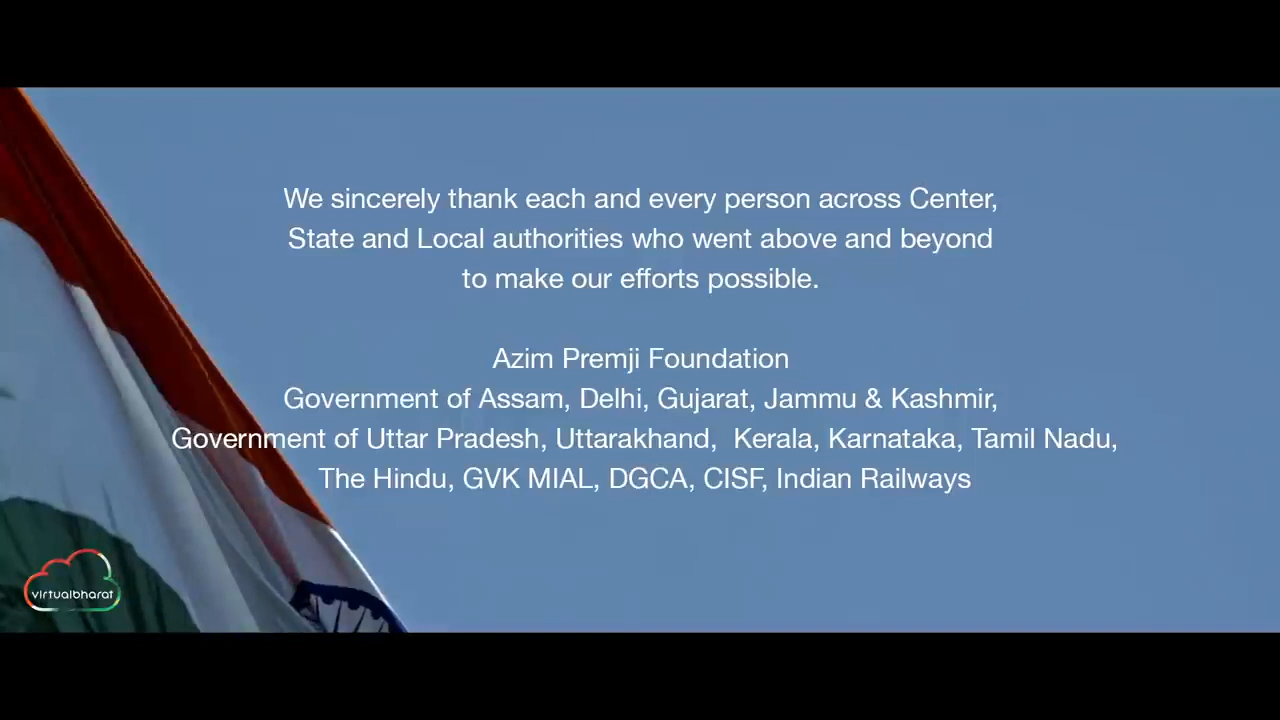 We sincerely thank each and every person across Center,
State and Local authorities who went above and beyond
to make our efforts possible.
Azim Premji Foundation
Government of Assam, Delhi, Gujarat, Jammu & Kashmir,
Government of Uttar Pradesh, Uttarakhand,  Kerala, Karnataka, Tamil Nadu,
The Hindu, GVK MIAL, DGCA, CISF, Indian Railways
virtualbharat